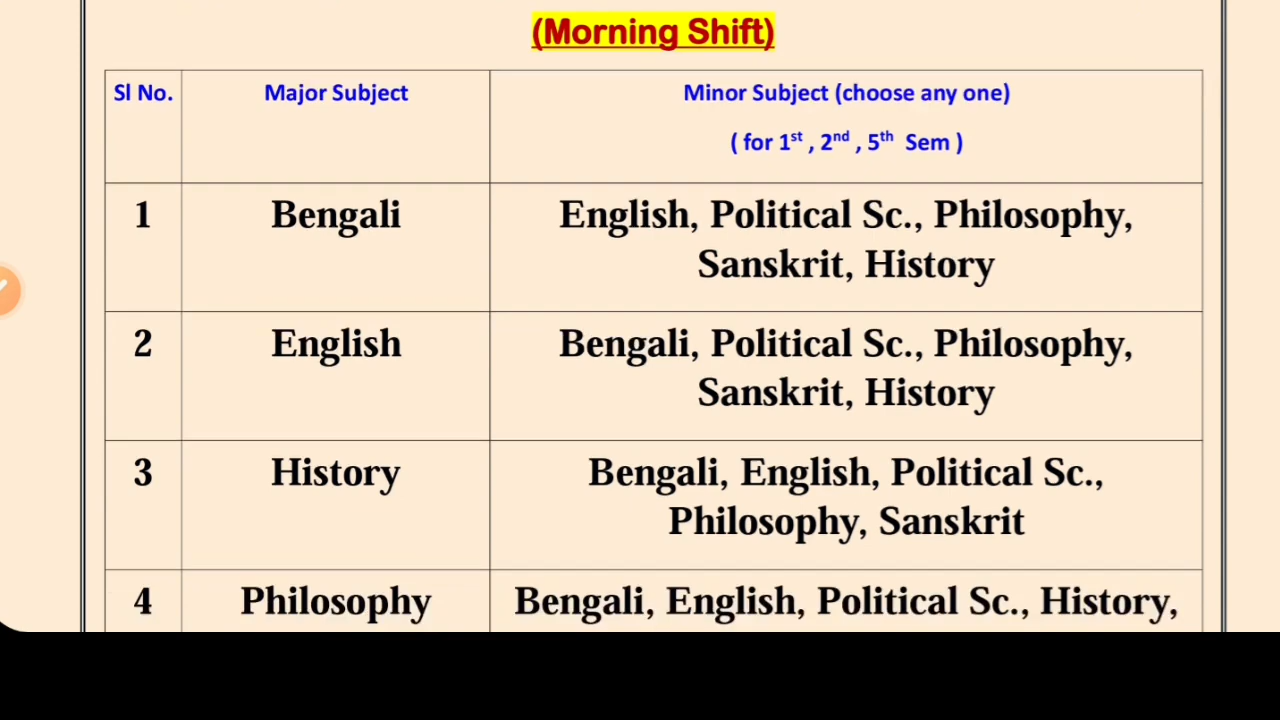 (Morning Shift)
Sl No.
Major Subject
Minor Subject (choose any one)
( for 1st , 2nd , 5th Sem )
1
Bengali
English, Political Sc., Philosophy,
Sanskrit, History
2
English
Bengali, Political Sc., Philosophy,
Sanskrit, History
3
History
Bengali, English, Political Sc.,
Philosophy, Sanskrit
4
Philosophy
Bengali, English, Political Sc., History,